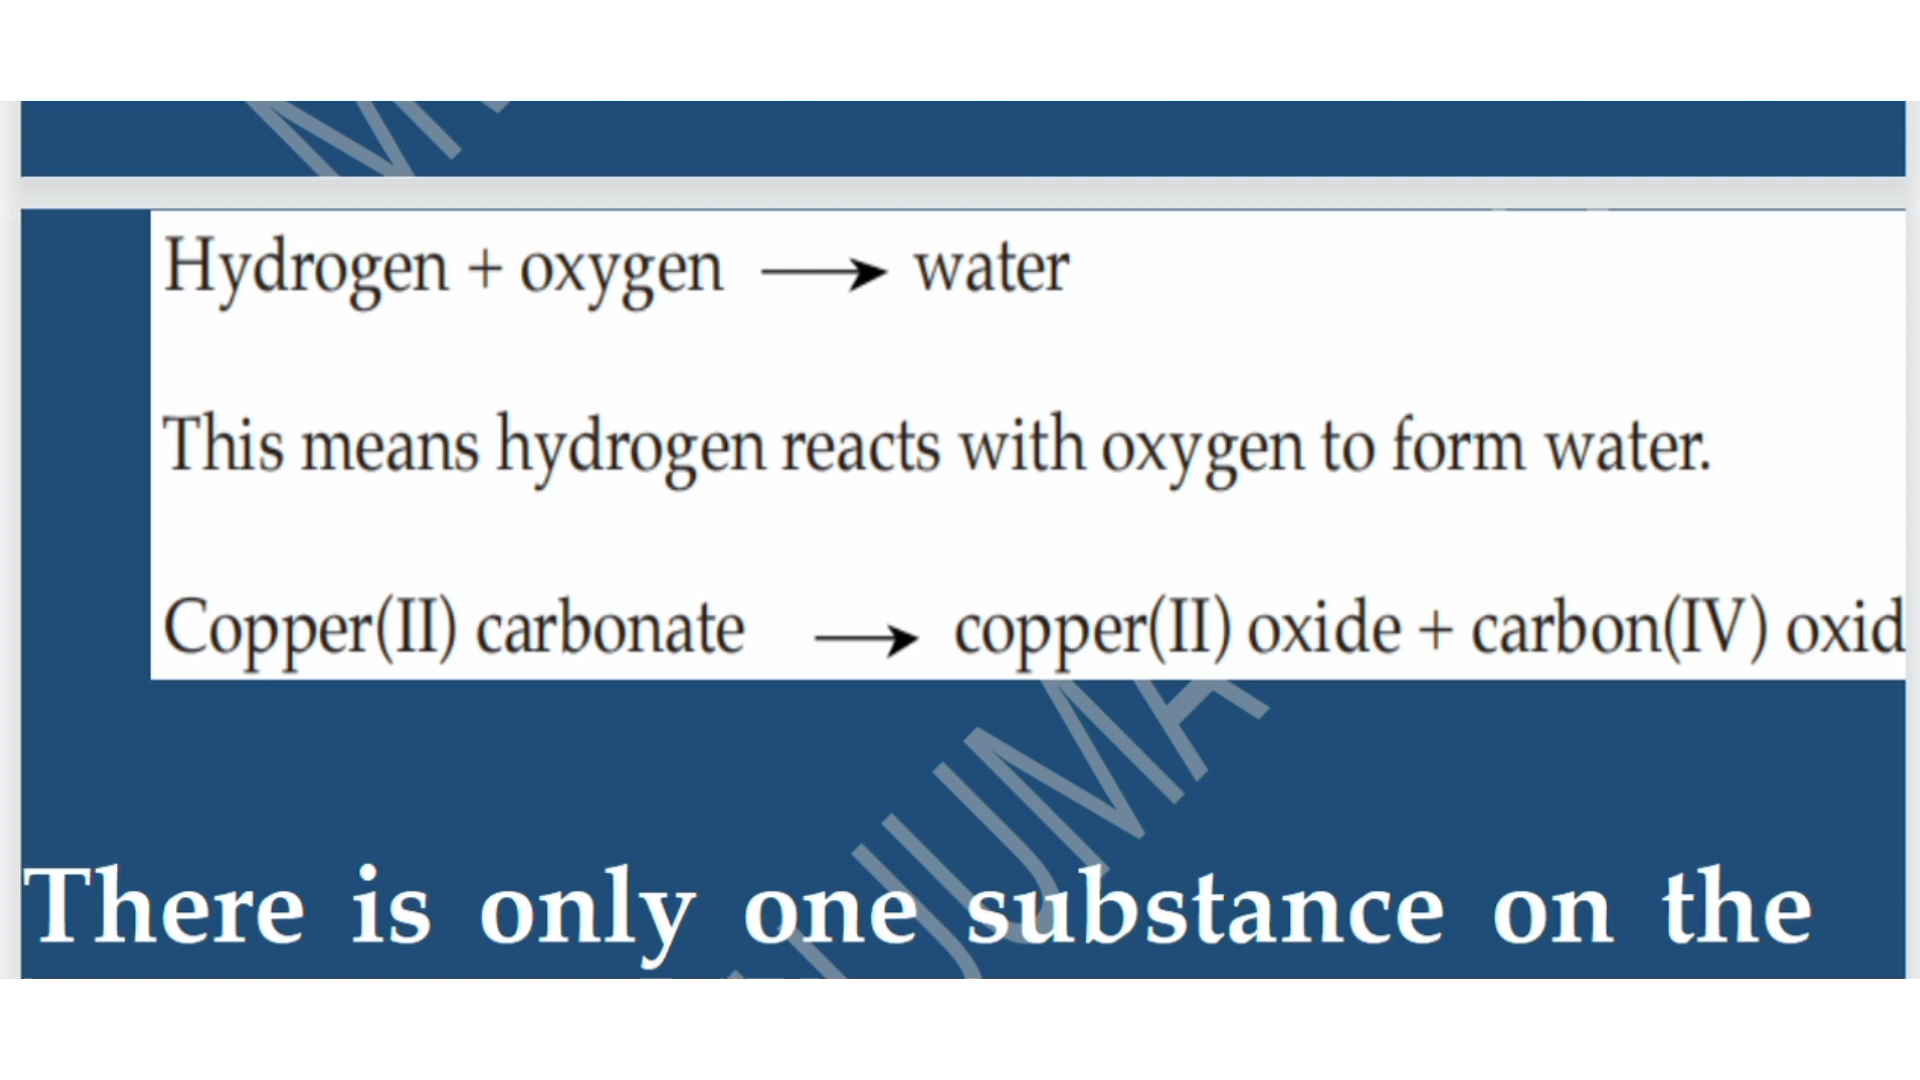 Hydrogen + oxygen ⟶ water
This means hydrogen reacts with oxygen to form water.
Copper(II) carbonate ⟶ copper(II) oxide + carbon(IV) oxid
There is only one substance on the